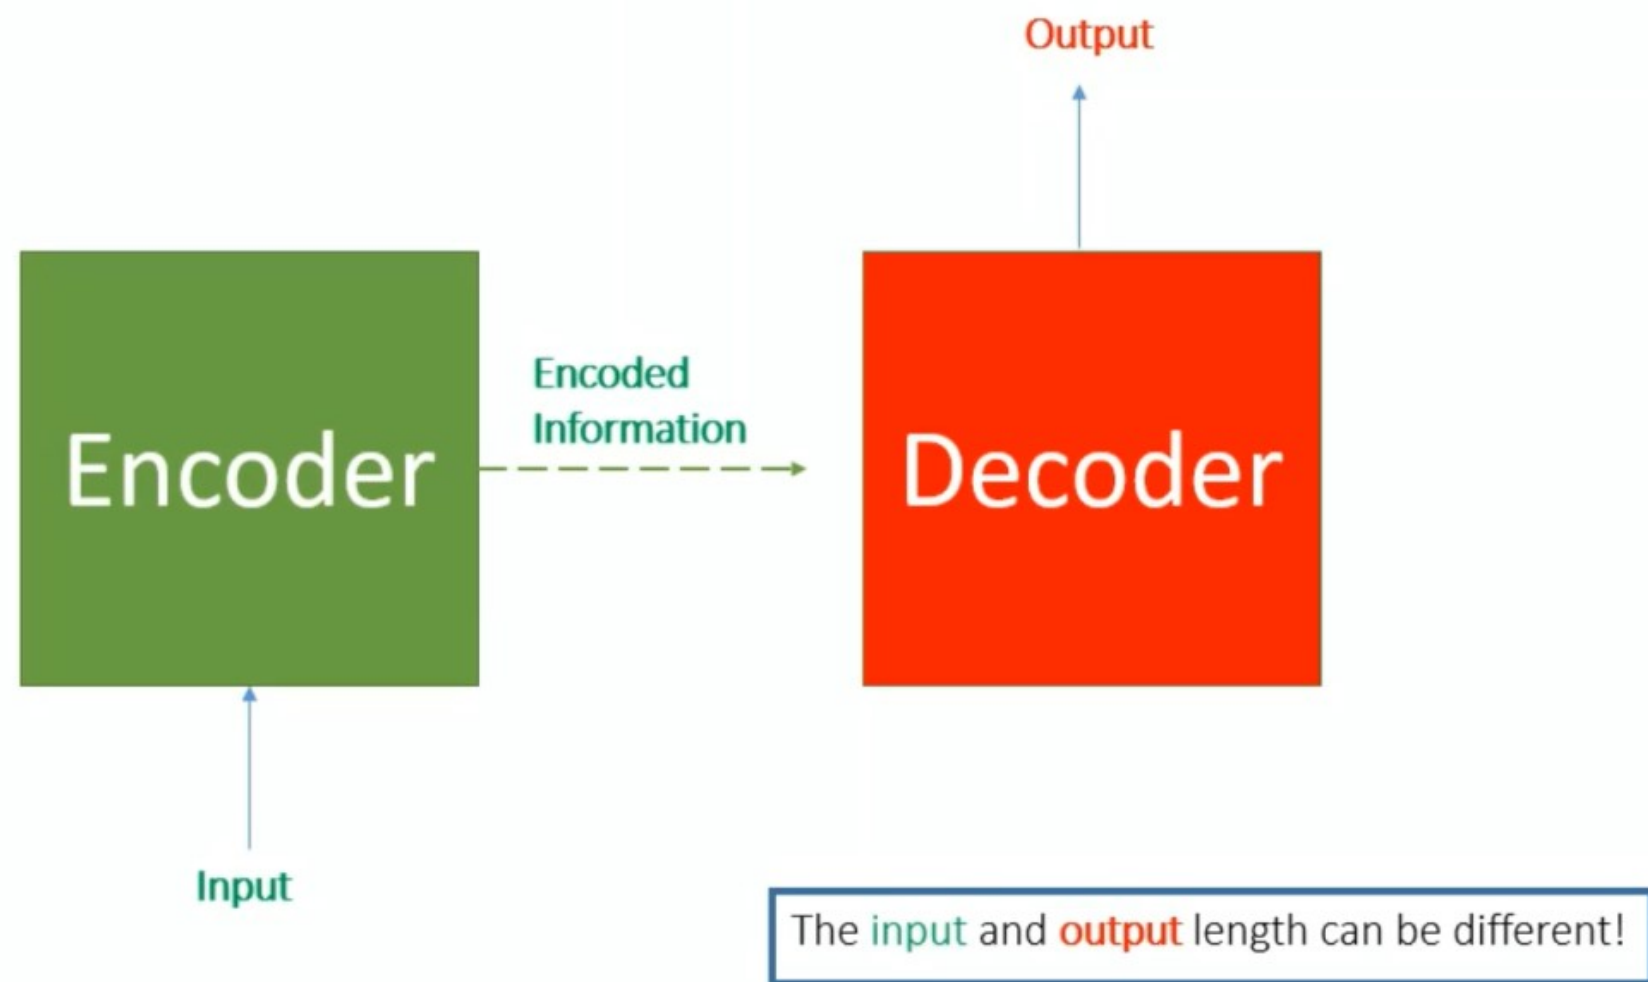 Output
Encoded
Information
Encoder
Decoder
Input
The input and output length can be different!